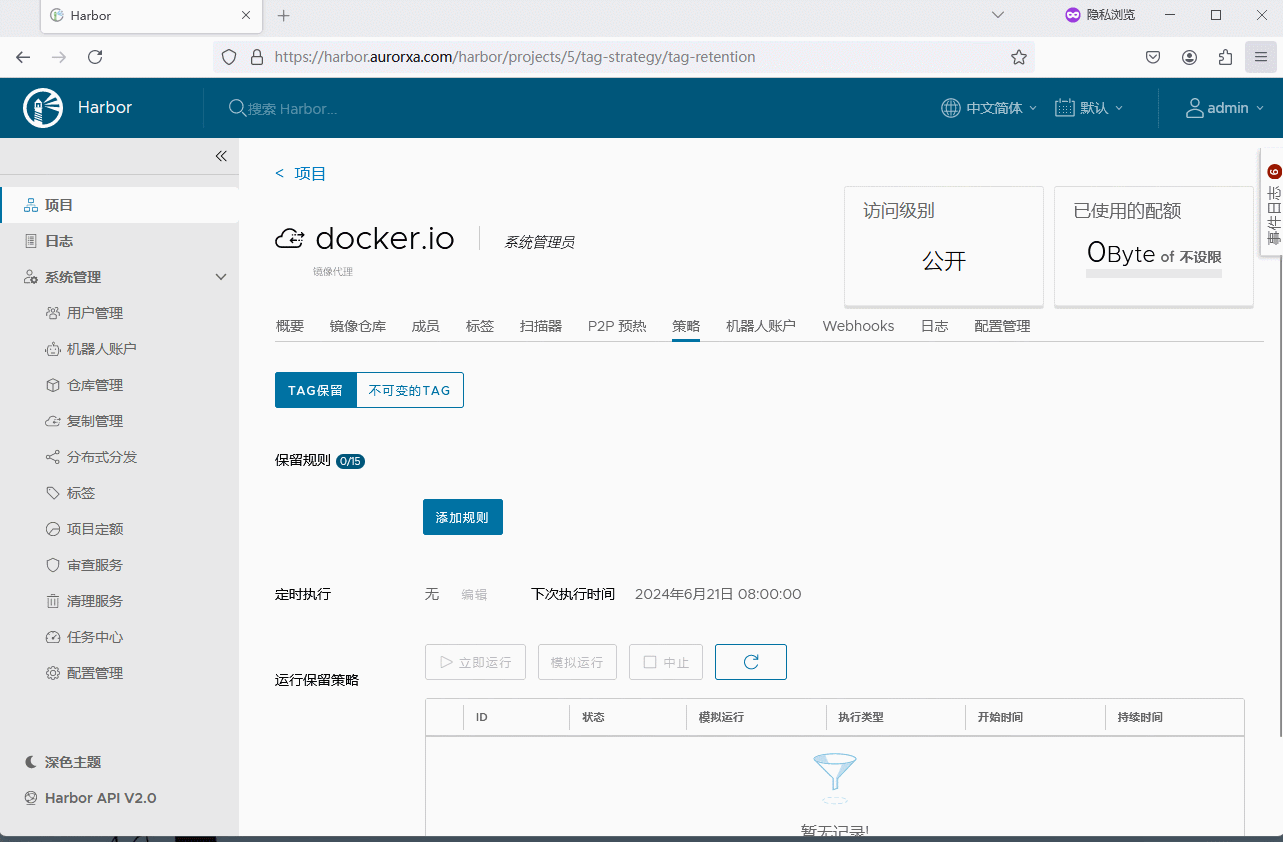 Harbor
隐私浏览
https://harbor.aurorxa.com/harbor/projects/5/tag-strategy/tag-retention
Harbor
搜索 Harbor...
中文简体
默认
admin
< 项目
项目
日志
系统管理
用户管理
机器人账户
仓库管理
复制管理
分布式分发
标签
项目定额
审查服务
清理服务
任务中心
配置管理
深色主题
Harbor API V2.0
docker.io
系统管理员
镜像代理
访问级别
公开
已使用的配额
0Byte of 不设限
6
事件日志
概要 镜像仓库 成员 标签 扫描器 P2P 预热 策略 机器人账户 Webhooks 日志 配置管理
TAG保留 不可变的TAG
保留规则 0/15
添加规则
定时执行 无 编辑 下次执行时间 2024年6月21日 08:00:00
立即运行 模拟运行 中止
运行保留策略
ID 状态 模拟运行 执行类型 开始时间 持续时间
暂无记录!